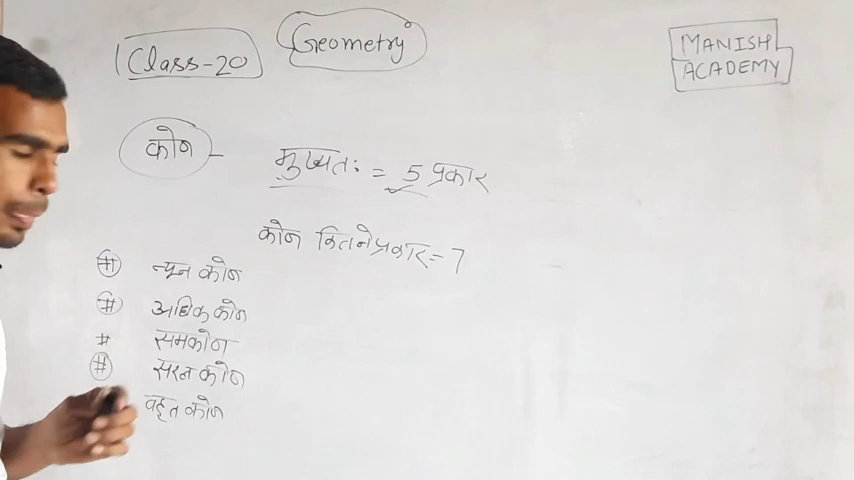 Class-20
Geometry
MANISH
ACADEMY
कोण -
मुख्यतः = 5 प्रकार
कोण कितने प्रकार = 7
# न्यून कोण
# अधिक कोण
# समकोण
# सरल कोण
वृहत कोण